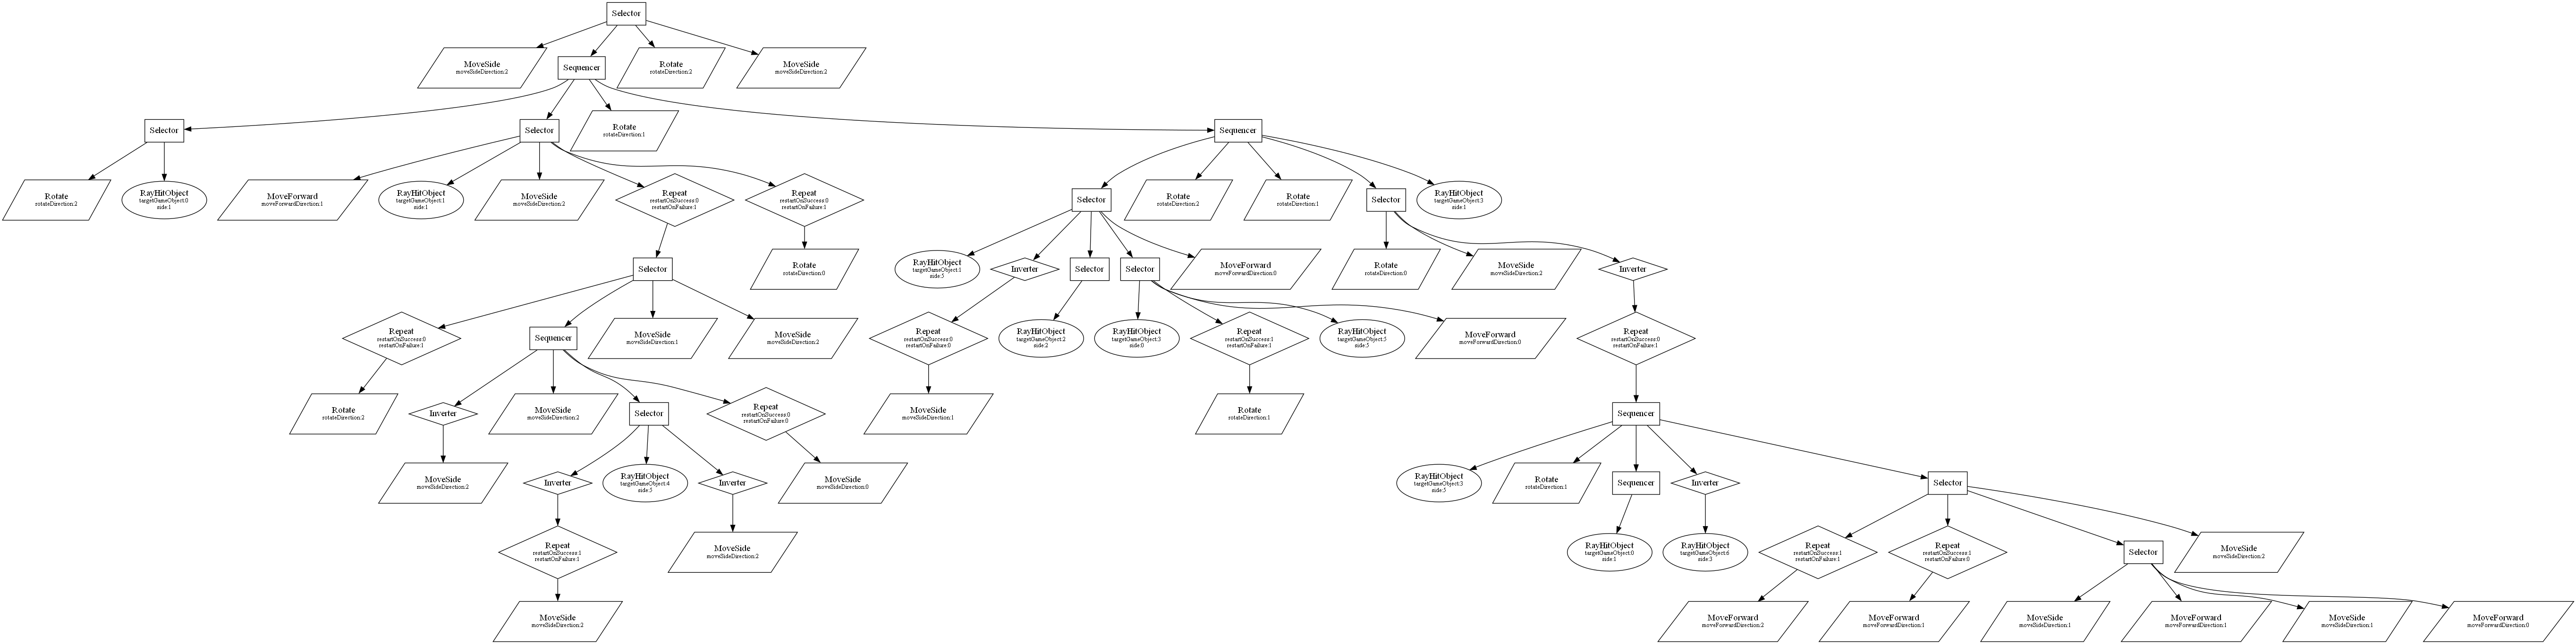 Selector
MoveSide
moveSideDirection:2
Sequencer
Rotate
rotateDirection:2
MoveSide
moveSideDirection:2
Selector
Selector
Rotate
rotateDirection:1
Sequencer
Rotate
rotateDirection:2
RayHitObject
targetGameObject:0
side:1
MoveForward
moveForwardDirection:1
RayHitObject
targetGameObject:1
side:1
MoveSide
moveSideDirection:2
Repeat
restartOnSuccess:0
restartOnFailure:1
Repeat
restartOnSuccess:0
restartOnFailure:1
Selector
Rotate
rotateDirection:2
Rotate
rotateDirection:1
Selector
RayHitObject
targetGameObject:3
side:1
Selector
Rotate
rotateDirection:0
RayHitObject
targetGameObject:1
side:5
Inverter
Selector
Selector
MoveForward
moveForwardDirection:0
Rotate
rotateDirection:0
MoveSide
moveSideDirection:2
Inverter
Repeat
restartOnSuccess:0
restartOnFailure:1
Sequencer
MoveSide
moveSideDirection:1
MoveSide
moveSideDirection:2
Repeat
restartOnSuccess:0
restartOnFailure:0
RayHitObject
targetGameObject:2
side:2
RayHitObject
targetGameObject:3
side:0
Repeat
restartOnSuccess:1
restartOnFailure:1
RayHitObject
targetGameObject:5
side:5
MoveForward
moveForwardDirection:0
Repeat
restartOnSuccess:0
restartOnFailure:1
Rotate
rotateDirection:2
Inverter
MoveSide
moveSideDirection:2
Selector
Repeat
restartOnSuccess:0
restartOnFailure:0
MoveSide
moveSideDirection:1
Rotate
rotateDirection:1
Sequencer
MoveSide
moveSideDirection:2
Inverter
RayHitObject
targetGameObject:4
side:5
Inverter
MoveSide
moveSideDirection:0
RayHitObject
targetGameObject:3
side:5
Rotate
rotateDirection:1
Sequencer
Inverter
Selector
Repeat
restartOnSuccess:1
restartOnFailure:1
MoveSide
moveSideDirection:2
RayHitObject
targetGameObject:0
side:1
RayHitObject
targetGameObject:6
side:3
Repeat
restartOnSuccess:1
restartOnFailure:1
Repeat
restartOnSuccess:1
restartOnFailure:0
Selector
MoveSide
moveSideDirection:2
MoveSide
moveSideDirection:2
MoveForward
moveForwardDirection:2
MoveForward
moveForwardDirection:1
MoveSide
moveSideDirection:1
MoveForward
moveForwardDirection:1
MoveSide
moveSideDirection:1
MoveForward
moveForwardDirection:0